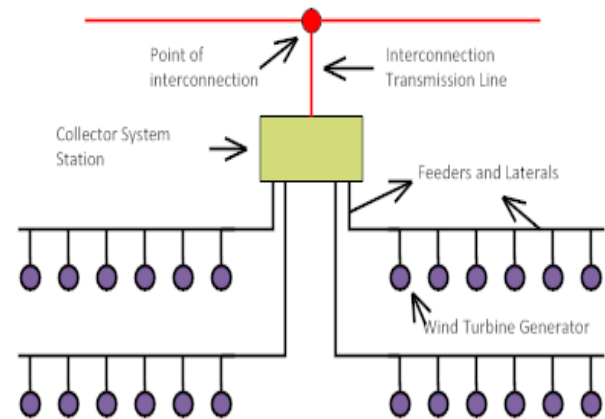 Point of
interconnection
Interconnection
Transmission Line
Collector System
Station
Feeders and Laterals
Wind Turbine Generator